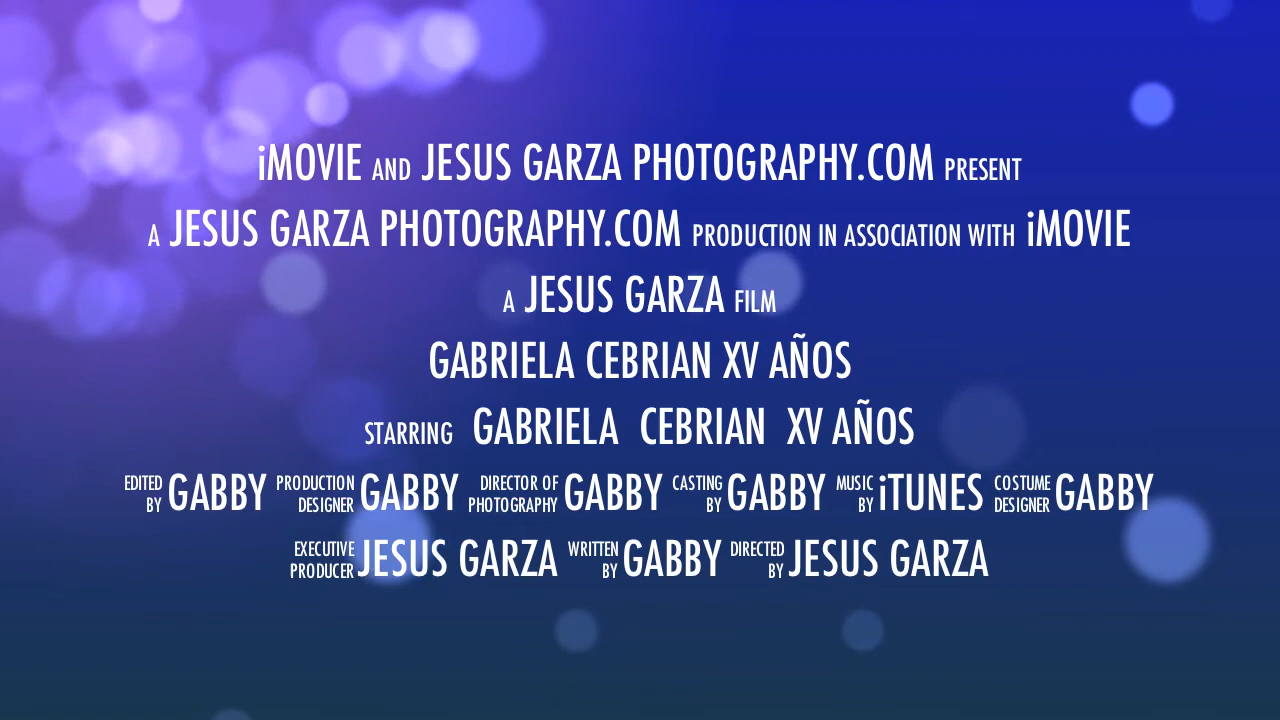 iMOVIE AND JESUS GARZA PHOTOGRAPHY.COM PRESENT
A JESUS GARZA PHOTOGRAPHY.COM PRODUCTION IN ASSOCIATION WITH iMOVIE
A JESUS GARZA FILM
GABRIELA CEBRIAN XV AÑOS
STARRING GABRIELA CEBRIAN XV AÑOS
EDITED BY GABBY PRODUCTION DESIGNER GABBY DIRECTOR OF PHOTOGRAPHY GABBY CASTING BY GABBY MUSIC BY iTUNES COSTUME DESIGNER GABBY
EXECUTIVE PRODUCER JESUS GARZA WRITTEN BY GABBY DIRECTED BY JESUS GARZA